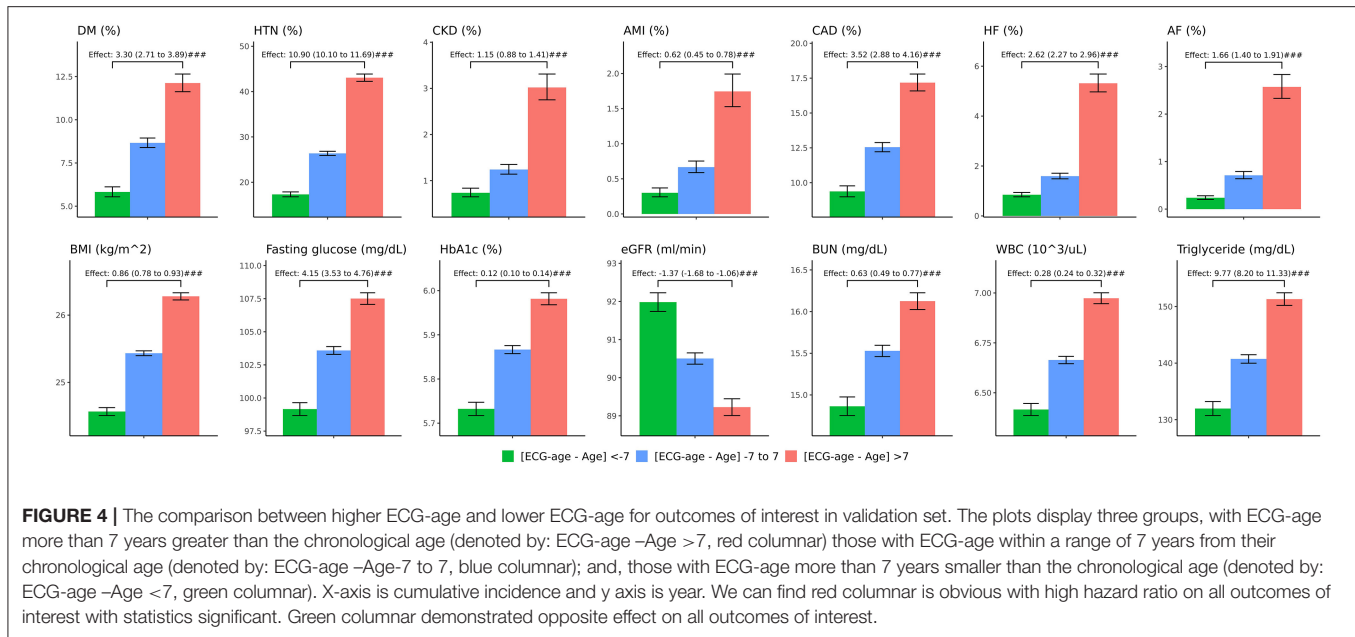 DM (%)
Effect: 3.30 (2.71 to 3.89)###
12.5
10.0
7.5
5.0
HTN (%)
Effect: 10.90 (10.10 to 11.69)###
50
40
30
20
CKD (%)
Effect: 1.15 (0.88 to 1.41)###
4
3
2
1
AMI (%)
Effect: 0.62 (0.45 to 0.78)###
2.0
1.5
1.0
0.5
0.0
CAD (%)
Effect: 3.52 (2.88 to 4.16)###
20.0
17.5
15.0
12.5
10.0
HF (%)
Effect: 2.62 (2.27 to 2.96)###
6
4
2
0
AF (%)
Effect: 1.66 (1.40 to 1.91)###
3
2
1
0
BMI (kg/m^2)
Effect: 0.86 (0.78 to 0.93)###
26
25
Fasting glucose (mg/dL)
Effect: 4.15 (3.53 to 4.76)###
110.0
107.5
105.0
102.5
100.0
97.5
HbA1c (%)
Effect: 0.12 (0.10 to 0.14)###
6.0
5.9
5.8
5.7
eGFR (ml/min)
Effect: -1.37 (-1.68 to -1.06)###
93
92
91
90
89
BUN (mg/dL)
Effect: 0.63 (0.49 to 0.77)###
16.5
16.0
15.5
15.0
WBC (10^3/uL)
Effect: 0.28 (0.24 to 0.32)###
7.00
6.75
6.50
Triglyceride (mg/dL)
Effect: 9.77 (8.20 to 11.33)###
150
140
130
[ECG-age - Age] <-7 [ECG-age - Age] -7 to 7 [ECG-age - Age] >7
FIGURE 4 | The comparison between higher ECG-age and lower ECG-age for outcomes of interest in validation set. The plots display three groups, with ECG-age
more than 7 years greater than the chronological age (denoted by: ECG-age –Age >7, red columnar) those with ECG-age within a range of 7 years from their
chronological age (denoted by: ECG-age –Age-7 to 7, blue columnar); and, those with ECG-age more than 7 years smaller than the chronological age (denoted by:
ECG-age –Age <7, green columnar). X-axis is cumulative incidence and y axis is year. We can find red columnar is obvious with high hazard ratio on all outcomes of
interest with statistics significant. Green columnar demonstrated opposite effect on all outcomes of interest.